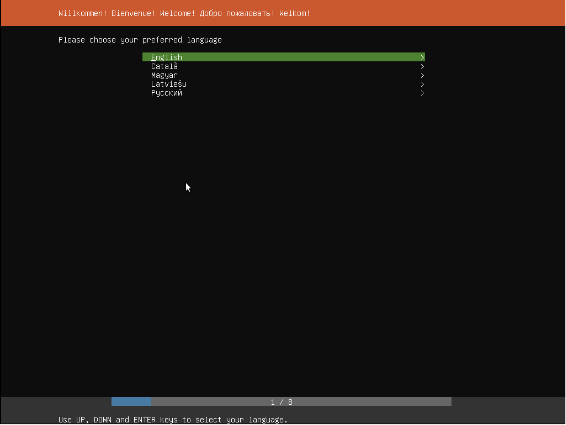 Willkommen! Bienvenue! Welcome! Добро пожаловать! Welkom!
Please choose your preferred language
English >
Català >
Magyar >
Latviešu >
Русский >
1 / 8
Use UP, DOWN and ENTER keys to select your language.